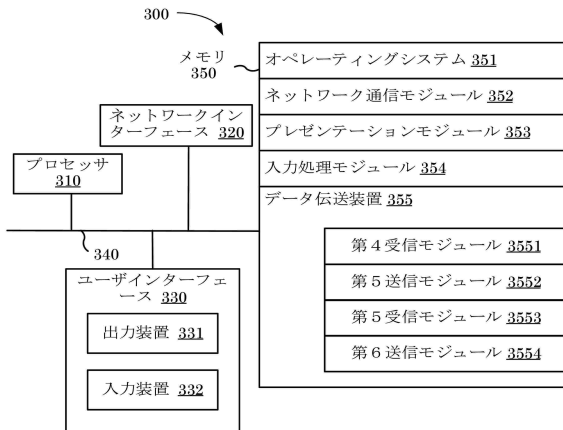 300
メモリ
350
オペレーティングシステム 351
ネットワーク通信モジュール 352
プレゼンテーションモジュール 353
入力処理モジュール 354
データ伝送装置 355
第4受信モジュール 3551
第5送信モジュール 3552
第5受信モジュール 3553
第6送信モジュール 3554
ネットワークイン
ターフェース 320
プロセッサ
310
340
ユーザインターフェ
ース 330
出力装置 331
入力装置 332